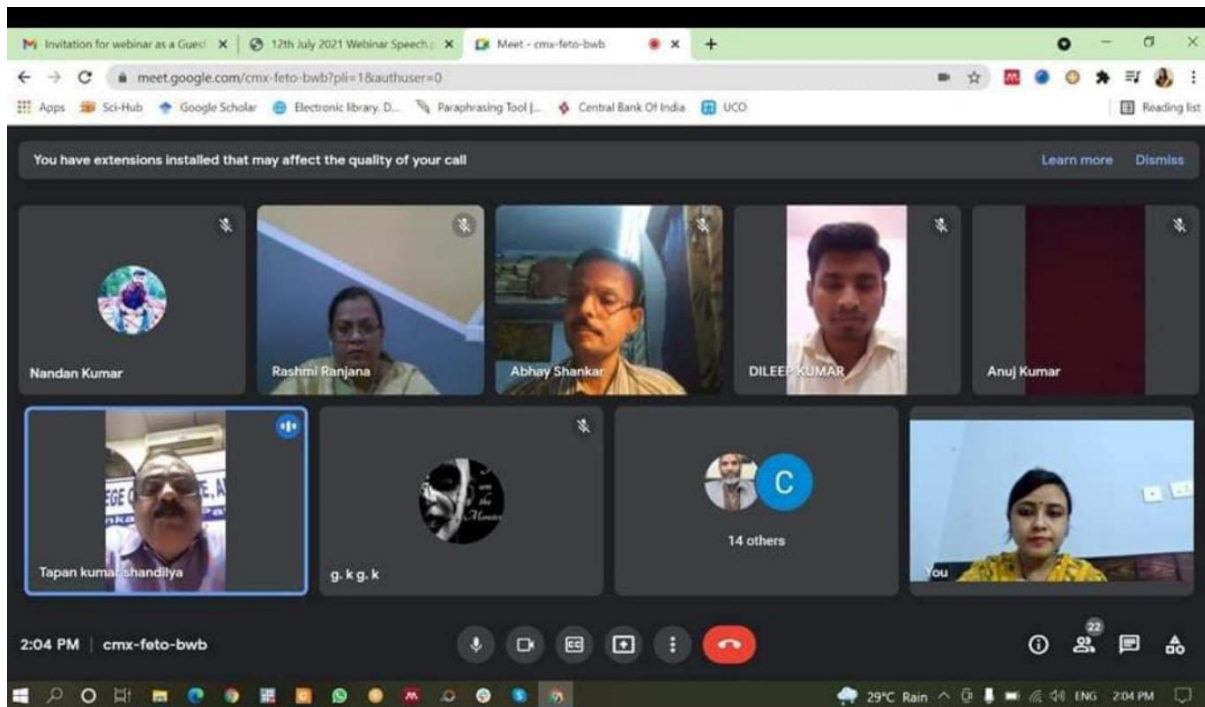 Invitation for webinar as a Guest
12th July 2021 Webinar Speech.p
Meet - cmx-feto-bwb
meet.google.com/cmx-feto-bwb?pli=1&authuser=0
Apps Sci-Hub Google Scholar Electronic library. D... Paraphrasing Tool |... Central Bank Of India UCO Reading list
You have extensions installed that may affect the quality of your call Learn more Dismiss
Nandan Kumar
Rashmi Ranjana
Abhay Shankar
DILEEP KUMAR
Anuj Kumar
EGE
Tapan kumar shandilya
am
the
Monster
g. k g. k
C
14 others
You
2:04 PM | cmx-feto-bwb
22
29°C Rain ENG 2:04 PM